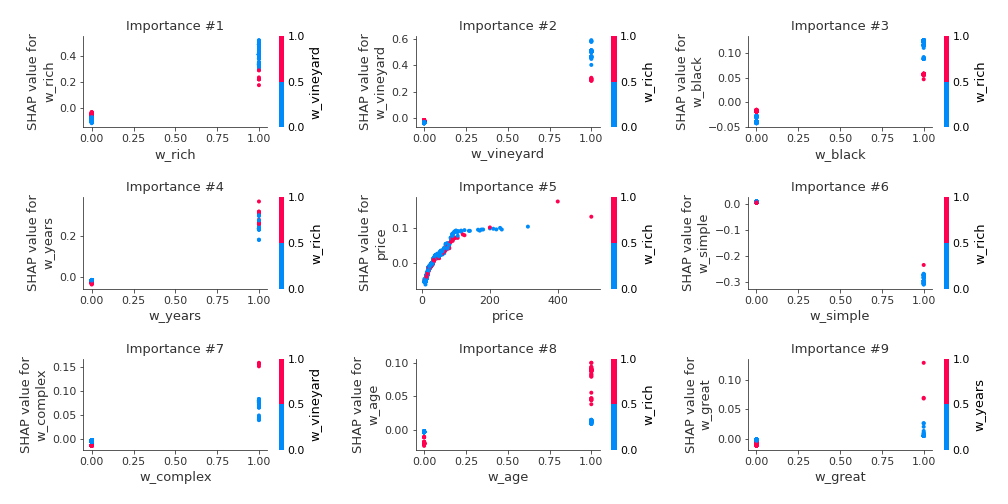 Importance #1
SHAP value for
w_rich
0.4
0.2
0.0
0.00 0.25 0.50 0.75 1.00
w_rich
1.0
0.5
0.0
w_vineyard
Importance #2
SHAP value for
w_vineyard
0.6
0.4
0.2
0.0
0.00 0.25 0.50 0.75 1.00
w_vineyard
1.0
0.5
0.0
w_rich
Importance #3
SHAP value for
w_black
0.10
0.05
0.00
−0.05
0.00 0.25 0.50 0.75 1.00
w_black
1.0
0.5
0.0
w_rich
Importance #4
SHAP value for
w_years
0.2
0.0
0.00 0.25 0.50 0.75 1.00
w_years
1.0
0.5
0.0
w_rich
Importance #5
SHAP value for
price
0.1
0.0
0 200 400
price
1.0
0.5
0.0
w_rich
Importance #6
SHAP value for
w_simple
0.0
−0.1
−0.2
−0.3
0.00 0.25 0.50 0.75 1.00
w_simple
1.0
0.5
0.0
w_rich
Importance #7
SHAP value for
w_complex
0.15
0.10
0.05
0.00
0.00 0.25 0.50 0.75 1.00
w_complex
1.0
0.5
0.0
w_vineyard
Importance #8
SHAP value for
w_age
0.10
0.05
0.00
0.00 0.25 0.50 0.75 1.00
w_age
1.0
0.5
0.0
w_rich
Importance #9
SHAP value for
w_great
0.10
0.05
0.00
0.00 0.25 0.50 0.75 1.00
w_great
1.0
0.5
0.0
w_years